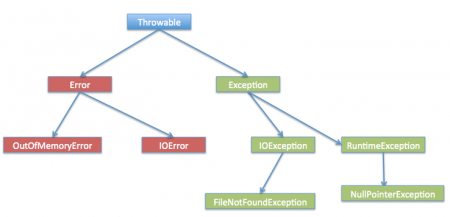 Throwable
Error
Exception
OutOfMemoryError
IOError
IOException
RuntimeException
FileNotFoundException
NullPointerException